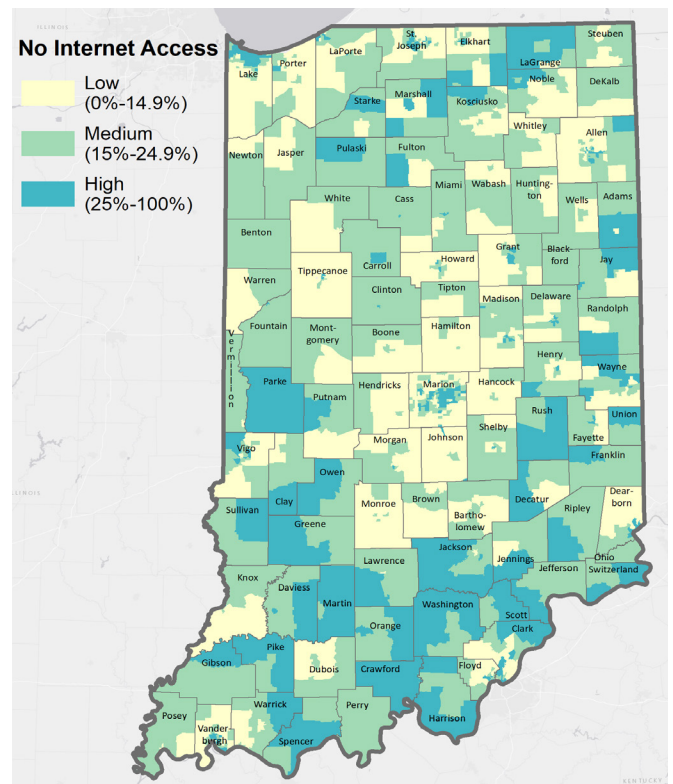 ILLINOIS
No Internet Access
Low
(0%-14.9%)
Medium
(15%-24.9%)
High
(25%-100%)
Lake
Porter
LaPorte
St.
Joseph
Elkhart
LaGrange
Steuben
Noble
DeKalb
Starke
Marshall
Kosciusko
Whitley
Allen
Newton
Jasper
Pulaski
Fulton
Miami
Wabash
Hunting-
ton
Wells
Adams
White
Cass
Benton
Carroll
Howard
Grant
Black-
ford
Jay
Warren
Tippecanoe
Clinton
Tipton
Madison
Delaware
Randolph
Fountain
Mont-
gomery
Boone
Hamilton
Vermillion
Henry
Wayne
Parke
Putnam
Hendricks
Marion
Hancock
Rush
Union
Fayette
Vigo
Morgan
Johnson
Shelby
Franklin
Owen
Clay
Sullivan
Monroe
Brown
Bartho-
lomew
Decatur
Dear-
born
Ripley
Greene
Jackson
Jennings
Ohio
Jefferson
Switzerland
Lawrence
Knox
Daviess
Martin
Orange
Washington
Scott
Clark
Gibson
Pike
Dubois
Crawford
Floyd
Harrison
Posey
Vander-
bergh
Warrick
Spencer
Perry
ILLINOIS
KENTUCKY